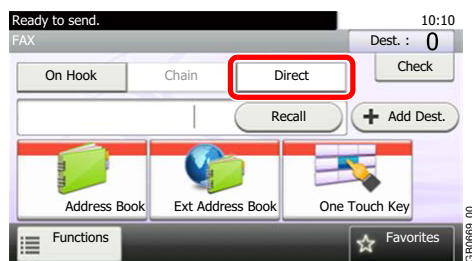 Ready to send.
10:10
FAX
Dest. : 0
On Hook
Chain
Direct
Check
Recall
Add Dest.
Address Book
Ext Address Book
One Touch Key
Functions
Favorites
GB0669_00